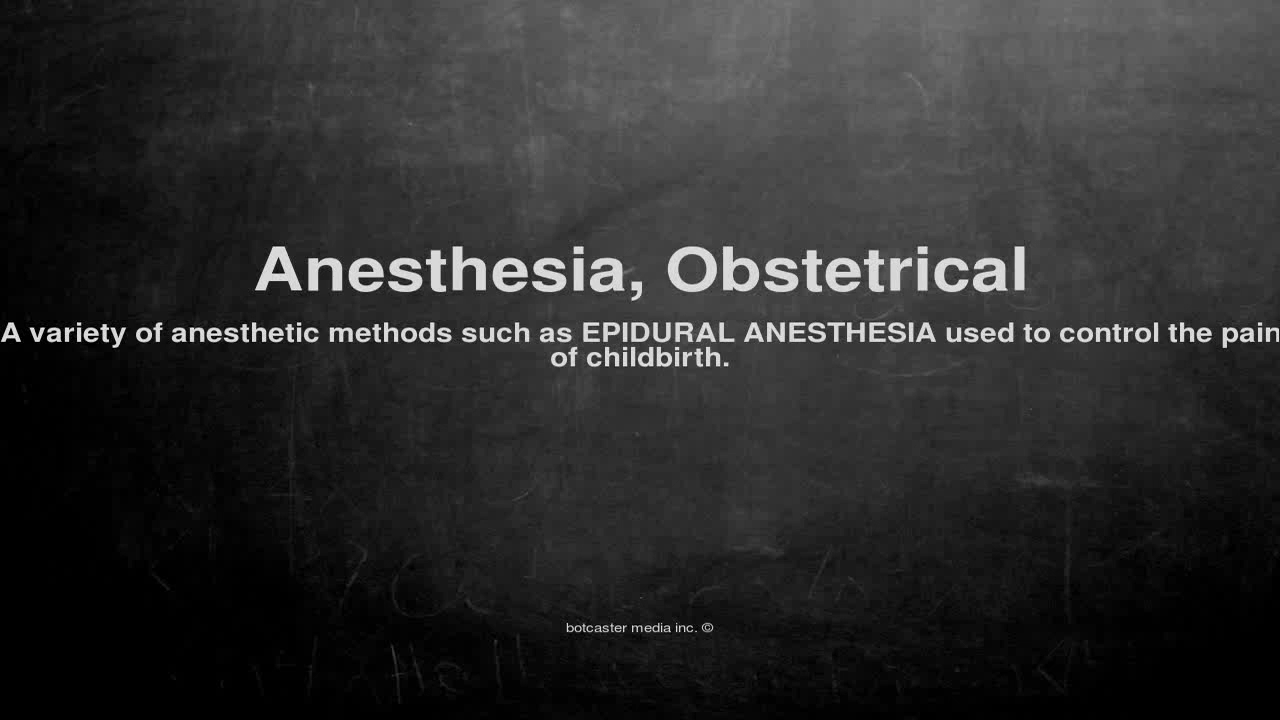 Anesthesia, Obstetrical
A variety of anesthetic methods such as EPIDURAL ANESTHESIA used to control the pain
of childbirth.
botcaster media inc. ©